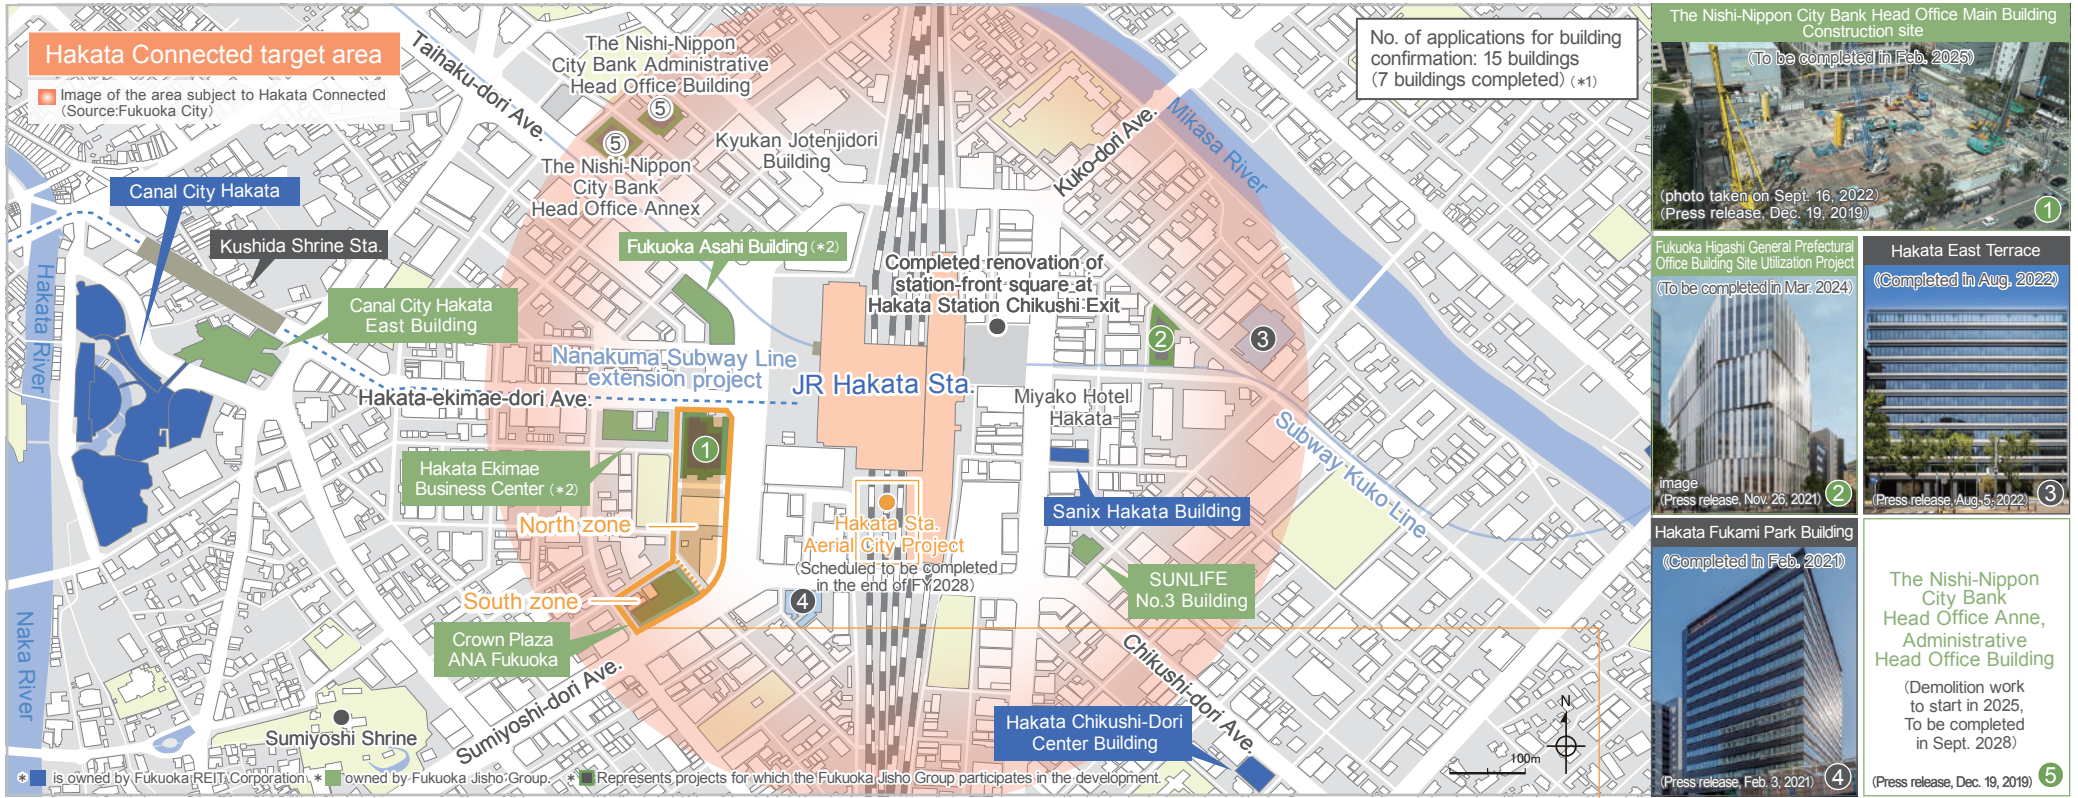 Hakata Connected target area
Image of the area subject to Hakata Connected
(Source:Fukuoka City)
Taihaku-dori Ave.
The Nishi-Nippon
City Bank Administrative
Head Office Building
5
5
The Nishi-Nippon
City Bank
Head Office Annex
Kyukan Jotenjidori
Building
Kuko-dori Ave.
Mikasa River
No. of applications for building
confirmation: 15 buildings
(7 buildings completed) (*1)
Canal City Hakata
Kushida Shrine Sta.
Hakata River
Canal City Hakata
East Building
Fukuoka Asahi Building (*2)
Completed renovation of
station-front square at
Hakata Station Chikushi Exit
2
3
Nanakuma Subway Line
extension project
Hakata-ekimae-dori Ave.
JR Hakata Sta.
Miyako Hotel
Hakata
Subway Kuko Line
1
Hakata Ekimae
Business Center (*2)
North zone
Hakata Sta.
Aerial City Project
(Scheduled to be completed
in the end of FY2028)
Sanix Hakata Building
South zone
4
SUNLIFE
No.3 Building
Crown Plaza
ANA Fukuoka
Naka River
Sumiyoshi Shrine
Sumiyoshi-dori Ave.
Chikushi-dori Ave.
Hakata Chikushi-Dori
Center Building
N
100m
* is owned by Fukuoka REIT Corporation. * owned by Fukuoka Jisho Group. * Represents projects for which the Fukuoka Jisho Group participates in the development.
The Nishi-Nippon City Bank Head Office Main Building
Construction site
(To be completed in Feb. 2025)
(photo taken on Sept. 16, 2022)
(Press release, Dec. 19, 2019)
1
Fukuoka Higashi General Prefectural
Office Building Site Utilization Project
(To be completed in Mar. 2024)
image
(Press release, Nov. 26, 2021)
2
Hakata East Terrace
(Completed in Aug. 2022)
(Press release, Aug. 5, 2022)
3
Hakata Fukami Park Building
(Completed in Feb. 2021)
(Press release, Feb. 3, 2021)
4
The Nishi-Nippon
City Bank
Head Office Anne,
Administrative
Head Office Building
(Demolition work
to start in 2025,
To be completed
in Sept. 2028)
(Press release, Dec. 19, 2019)
5